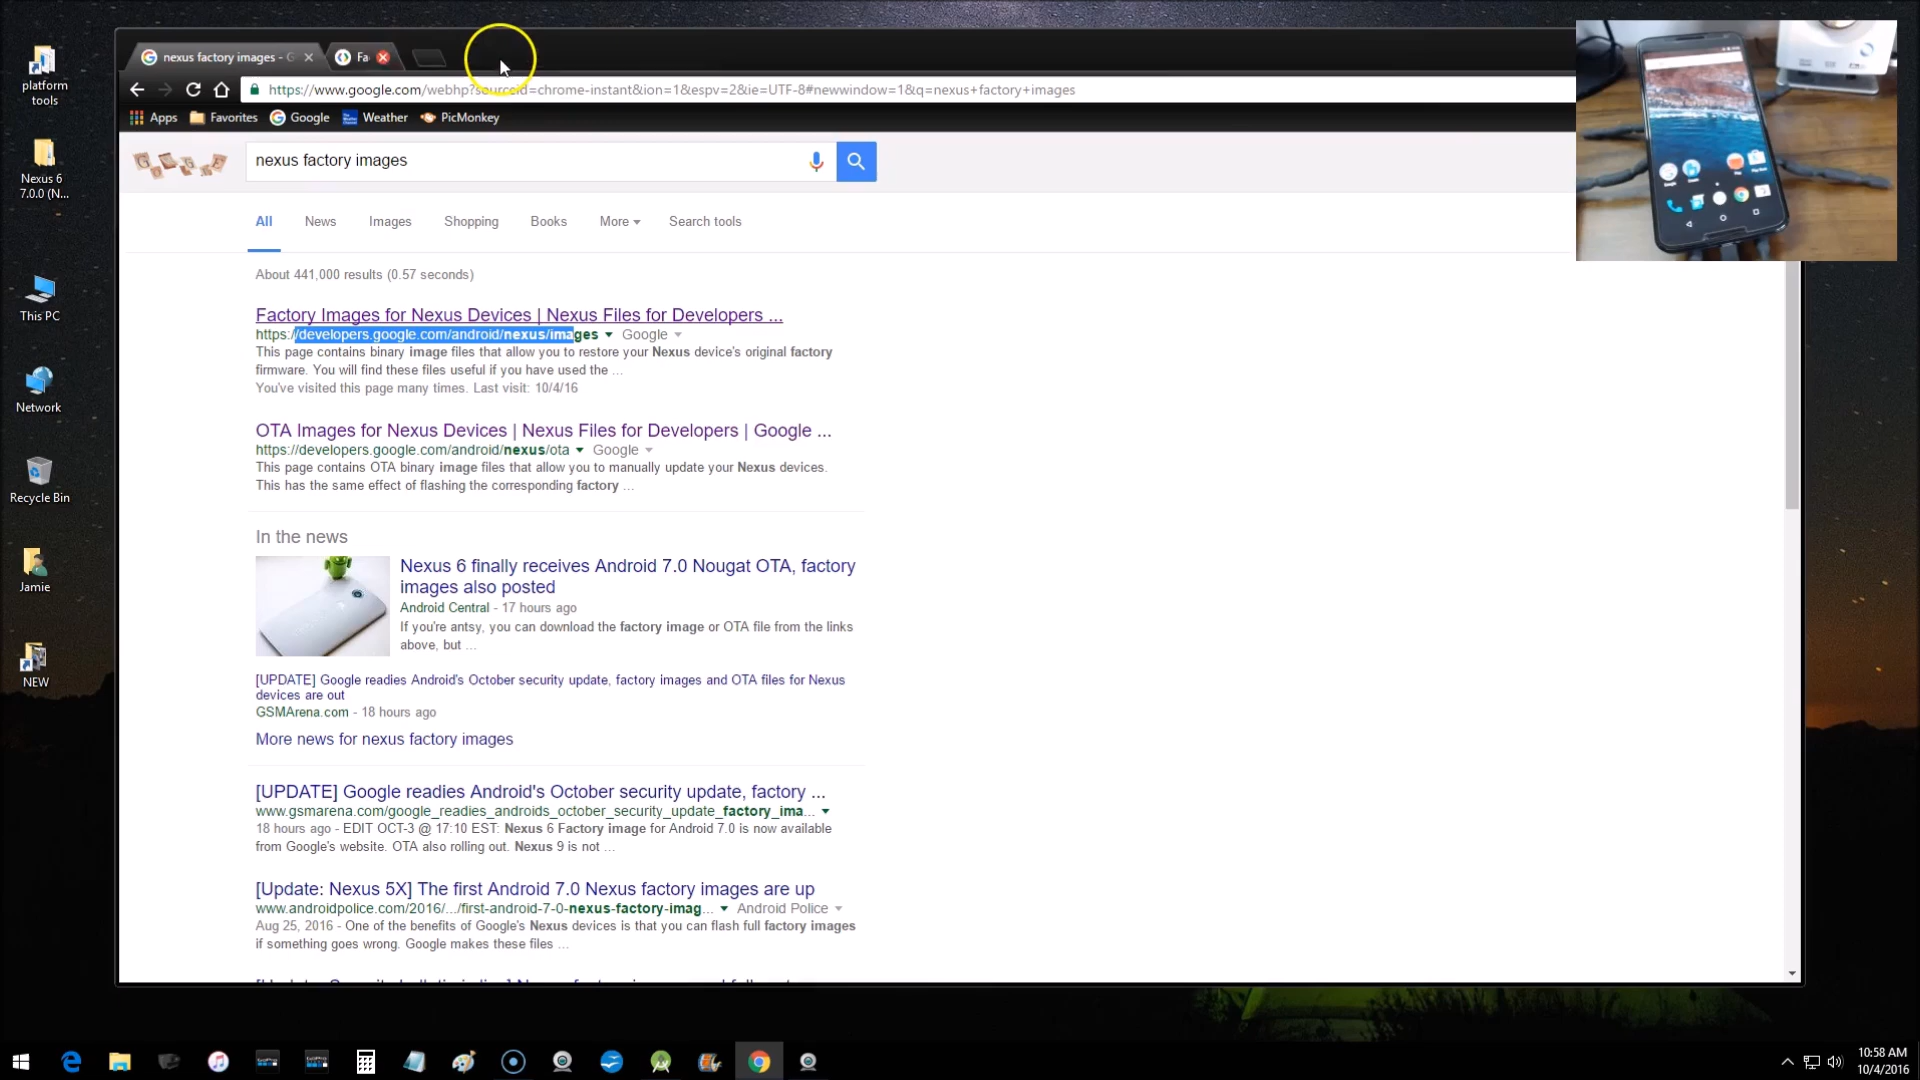 platform
tools
Nexus 6
7.0.0 (N...
This PC
Network
Recycle Bin
Jamie
NEW
nexus factory images - G
Fa
https://www.google.com/webhp?sourceid=chrome-instant&ion=1&espv=2&ie=UTF-8#newwindow=1&q=nexus+factory+images
Apps Favorites Google Weather PicMonkey
nexus factory images
All News Images Shopping Books More Search tools
About 441,000 results (0.57 seconds)
Factory Images for Nexus Devices | Nexus Files for Developers ...
https://developers.google.com/android/nexus/images Google
This page contains binary image files that allow you to restore your Nexus device's original factory
firmware. You will find these files useful if you have used the ...
You've visited this page many times. Last visit: 10/4/16
OTA Images for Nexus Devices | Nexus Files for Developers | Google ...
https://developers.google.com/android/nexus/ota Google
This page contains OTA binary image files that allow you to manually update your Nexus devices.
This has the same effect of flashing the corresponding factory ...
In the news
Nexus 6 finally receives Android 7.0 Nougat OTA, factory
images also posted
Android Central - 17 hours ago
If you're antsy, you can download the factory image or OTA file from the links
above, but ...
[UPDATE] Google readies Android's October security update, factory images and OTA files for Nexus
devices are out
GSMArena.com - 18 hours ago
More news for nexus factory images
[UPDATE] Google readies Android's October security update, factory ...
www.gsmarena.com/google_readies_androids_october_security_update_factory_ima...
18 hours ago - EDIT OCT-3 @ 17:10 EST: Nexus 6 Factory image for Android 7.0 is now available
from Google's website. OTA also rolling out. Nexus 9 is not ...
[Update: Nexus 5X] The first Android 7.0 Nexus factory images are up
www.androidpolice.com/2016/.../first-android-7-0-nexus-factory-imag... Android Police
Aug 25, 2016 - One of the benefits of Google's Nexus devices is that you can flash full factory images
if something goes wrong. Google makes these files ...
10:58 AM
10/4/2016